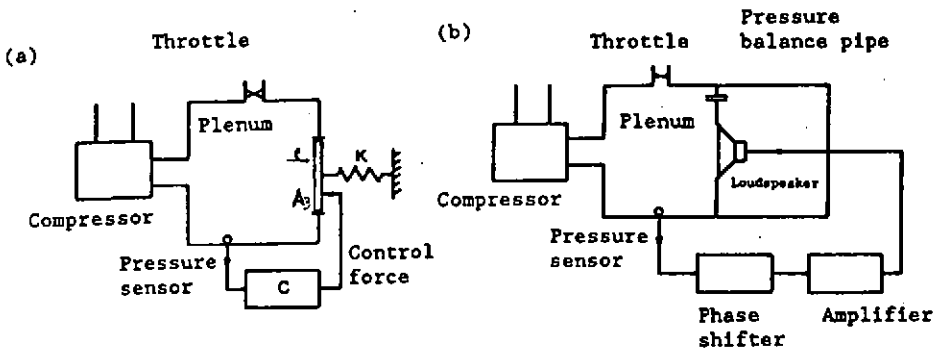 (a)
Throttle
Plenum
ℓ
K
A3
Compressor
Pressure
sensor
Control
force
C
(b)
Pressure
balance pipe
Throttle
Plenum
Loudspeaker
Compressor
Pressure
sensor
Phase
shifter
Amplifier